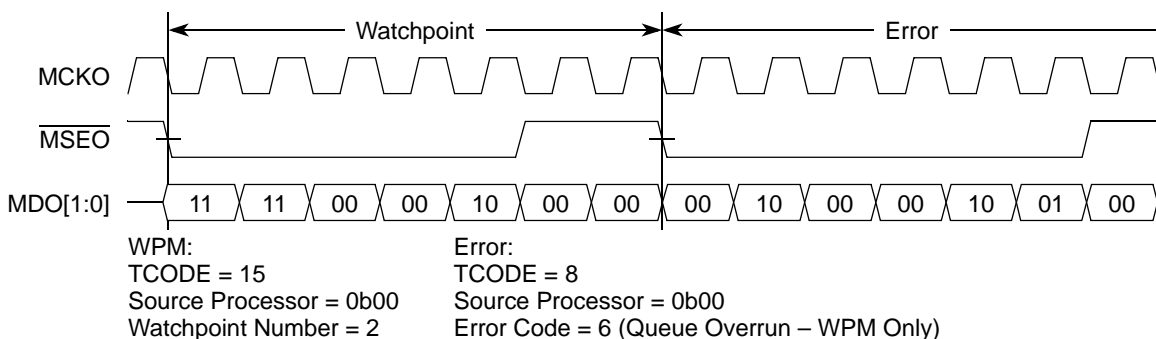 Watchpoint Error
MCKO
MSEO
MDO[1:0] 11 11 00 00 10 00 00 00 10 00 00 10 01 00
WPM:
TCODE = 15
Source Processor = 0b00
Watchpoint Number = 2
Error:
TCODE = 8
Source Processor = 0b00
Error Code = 6 (Queue Overrun – WPM Only)